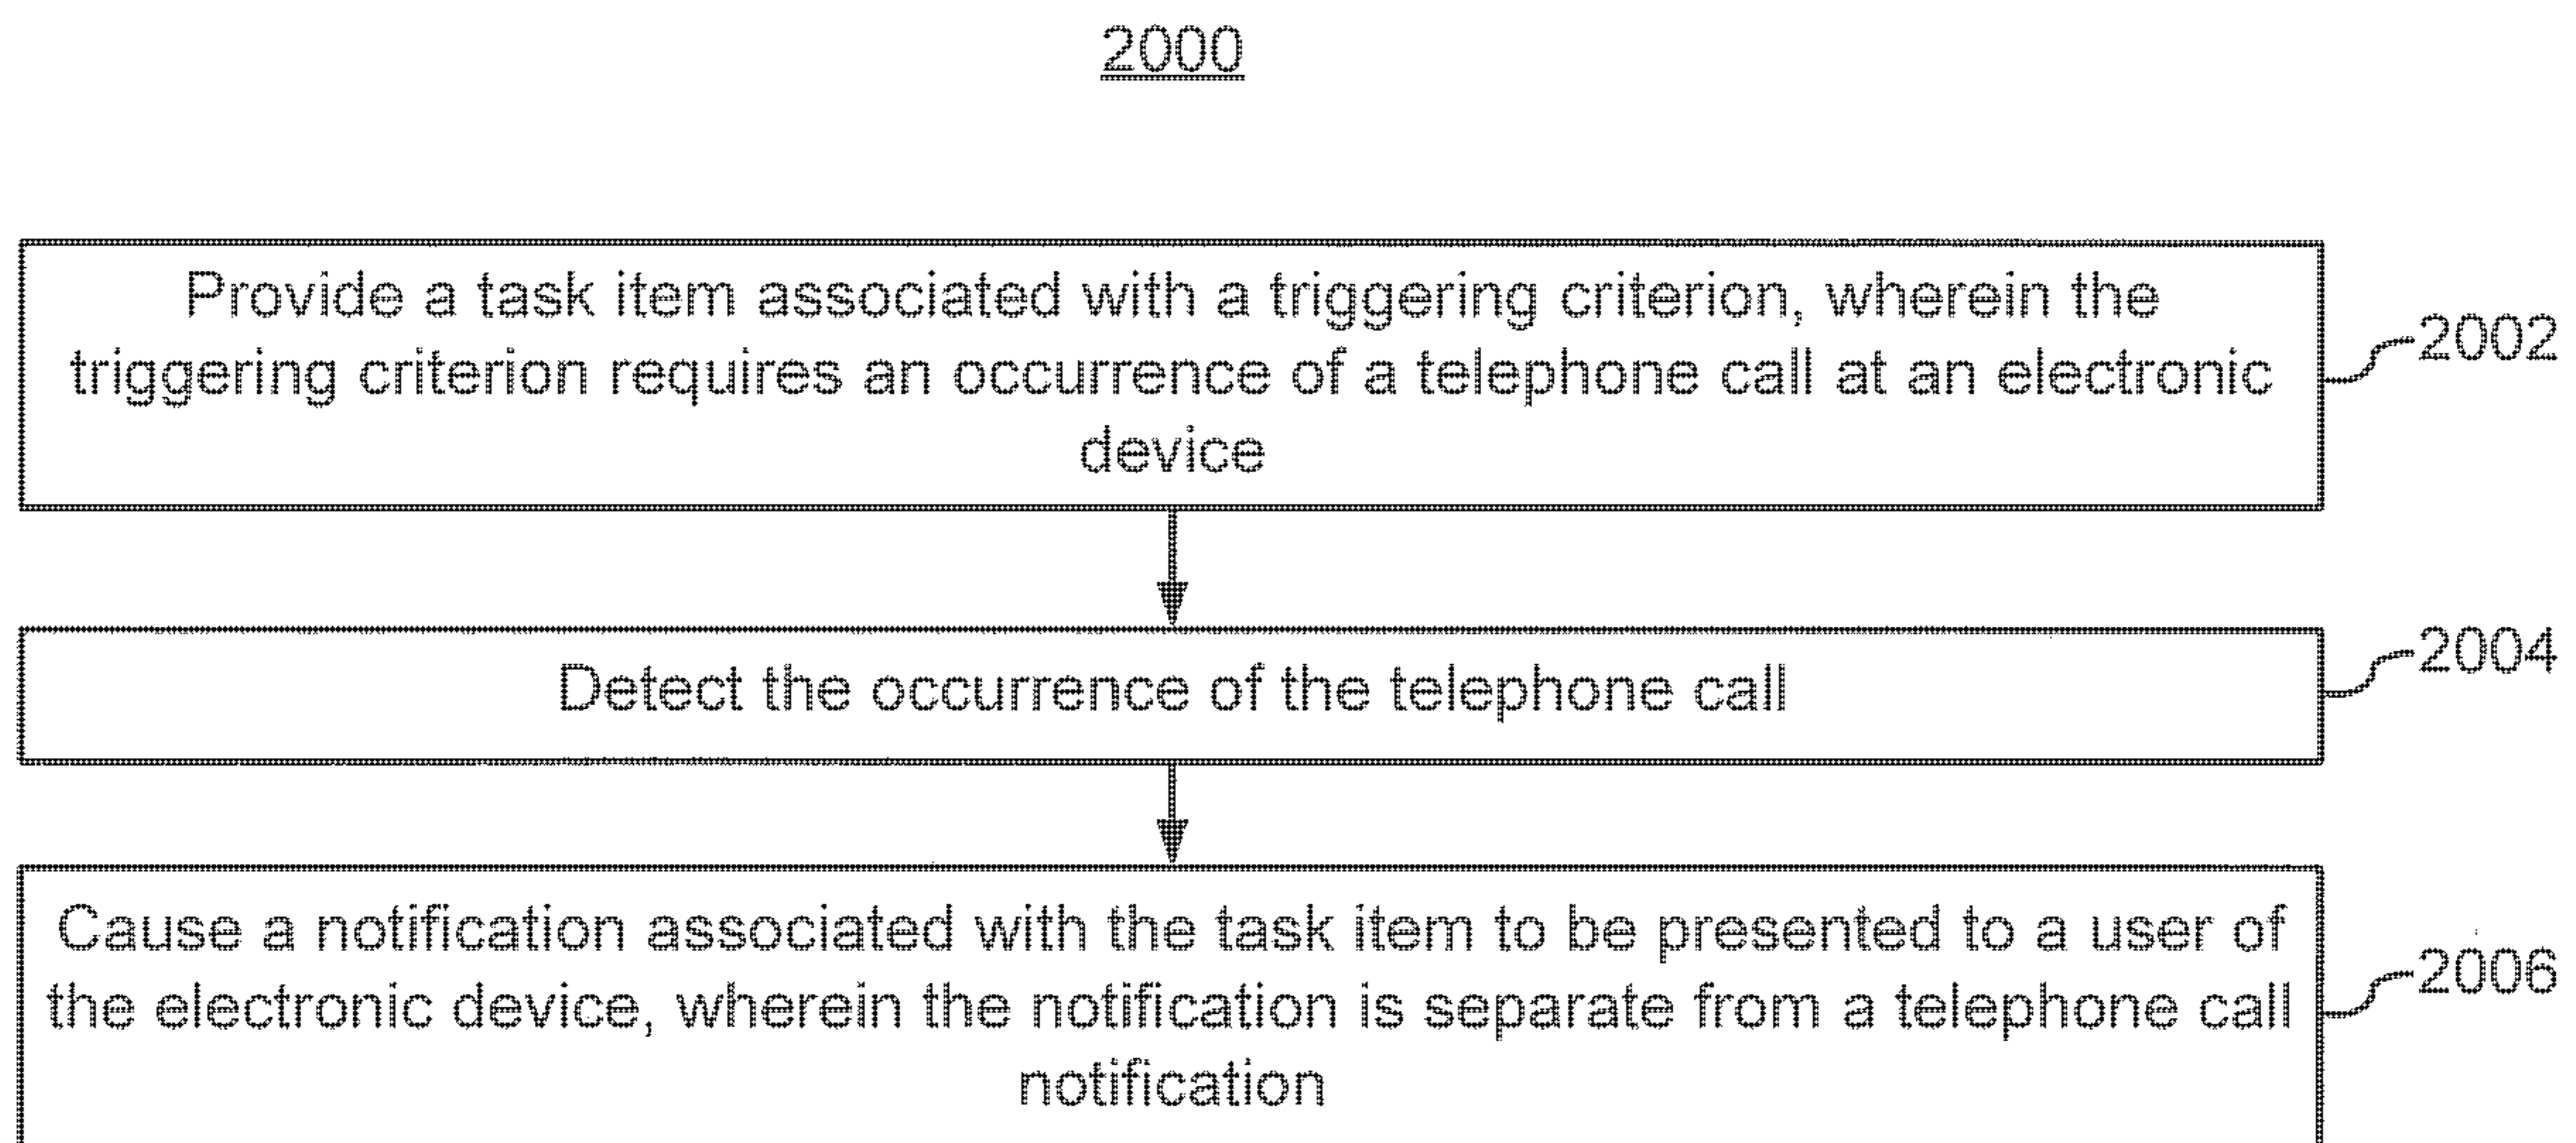 2000
Provide a task item associated with a triggering criterion, wherein the
triggering criterion requires an occurrence of a telephone call at an electronic
device
2002
Detect the occurrence of the telephone call
2004
Cause a notification associated with the task item to be presented to a user of
the electronic device, wherein the notification is separate from a telephone call
notification
2006